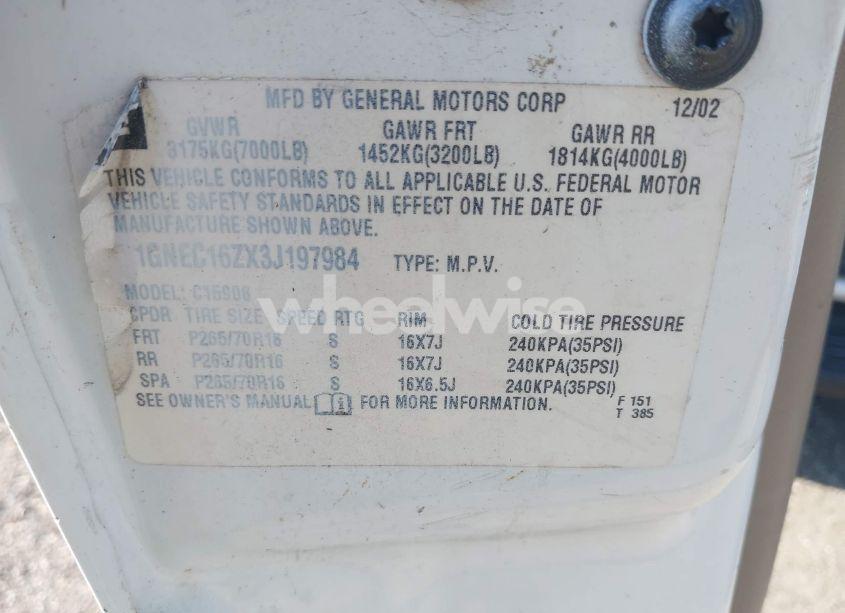 MFD BY GENERAL MOTORS CORP 12/02
GVWR GAWR FRT GAWR RR
3175KG(7000LB) 1452KG(3200LB) 1814KG(4000LB)
THIS VEHICLE CONFORMS TO ALL APPLICABLE U.S. FEDERAL MOTOR
VEHICLE SAFETY STANDARDS IN EFFECT ON THE DATE OF
MANUFACTURE SHOWN ABOVE.
1GNEC16ZX3J197984 TYPE: M.P.V.
MODEL: C15906
wheelwise
CPDR TIRE SIZE SPEED RTG RIM COLD TIRE PRESSURE
FRT P265/70R16 S 16X7J 240KPA(35PSI)
RR P265/70R16 S 16X7J 240KPA(35PSI)
SPA P265/70R16 S 16X6.5J 240KPA(35PSI)
SEE OWNER'S MANUAL FOR MORE INFORMATION.
F 151
T 385